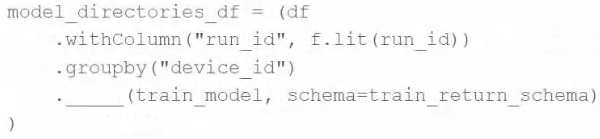 model_directories_df = (df
    .withColumn("run_id", f.lit(run_id))
    .groupby("device_id")
    ._____(train_model, schema=train_return_schema)
)